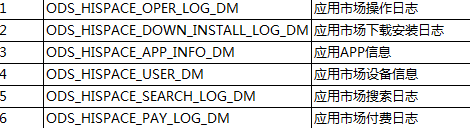 1 ODS_HISPACE_OPER_LOG_DM 应用市场操作日志
2 ODS_HISPACE_DOWN_INSTALL_LOG_DM 应用市场下载安装日志
3 ODS_HISPACE_APP_INFO_DM 应用APP信息
4 ODS_HISPACE_USER_DM 应用市场设备信息
5 ODS_HISPACE_SEARCH_LOG_DM 应用市场搜索日志
6 ODS_HISPACE_PAY_LOG_DM 应用市场付费日志